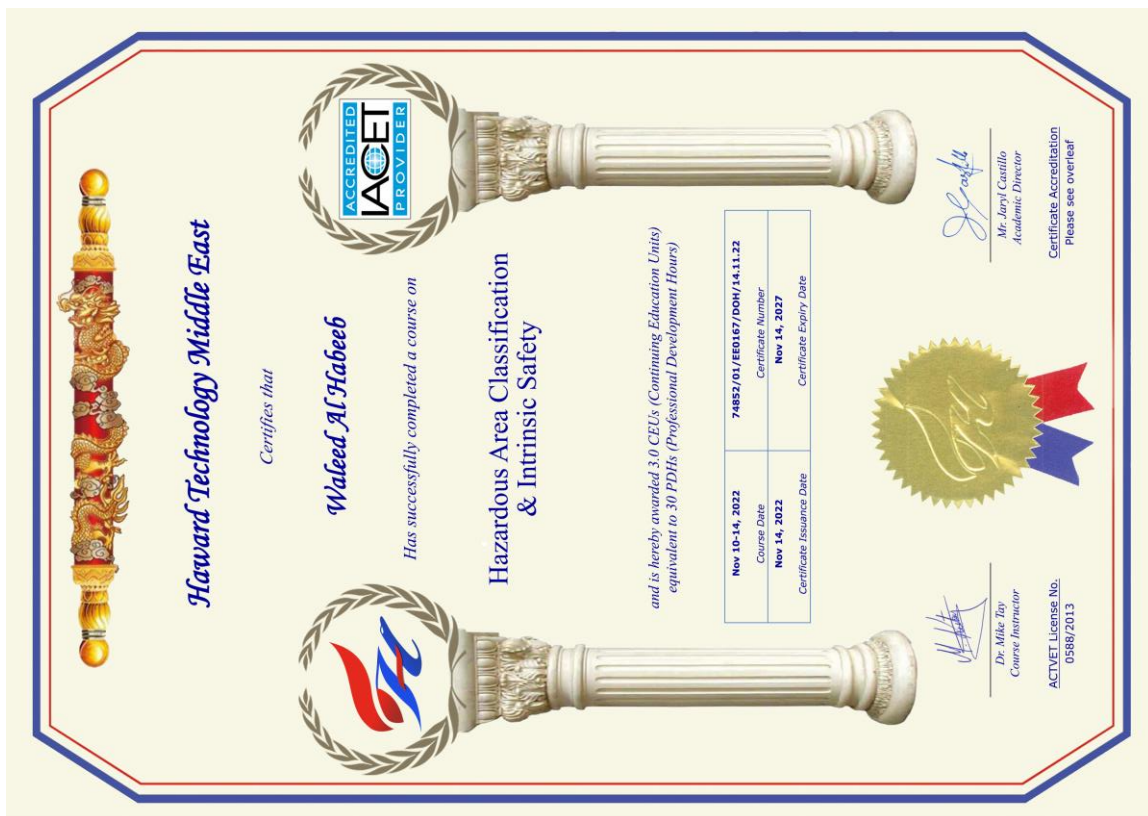 Haward Technology Middle East
Certifies that
ACCREDITED
IACET
PROVIDER
Waleed Al Habeeb
Has successfully completed a course on
Hazardous Area Classification
& Intrinsic Safety
and is hereby awarded 3.0 CEUs (Continuing Education Units)
equivalent to 30 PDHs (Professional Development Hours)
Nov 10-14, 2022 74852/01/EE0167/DOH/14.11.22
Course Date Certificate Number
Nov 14, 2022 Nov 14, 2027
Certificate Issuance Date Certificate Expiry Date
Dr. Mike Tay
Course Instructor
ACTVET License No.
0588/2013
Mr. Jaryl Castillo
Academic Director
Certificate Accreditation
Please see overleaf